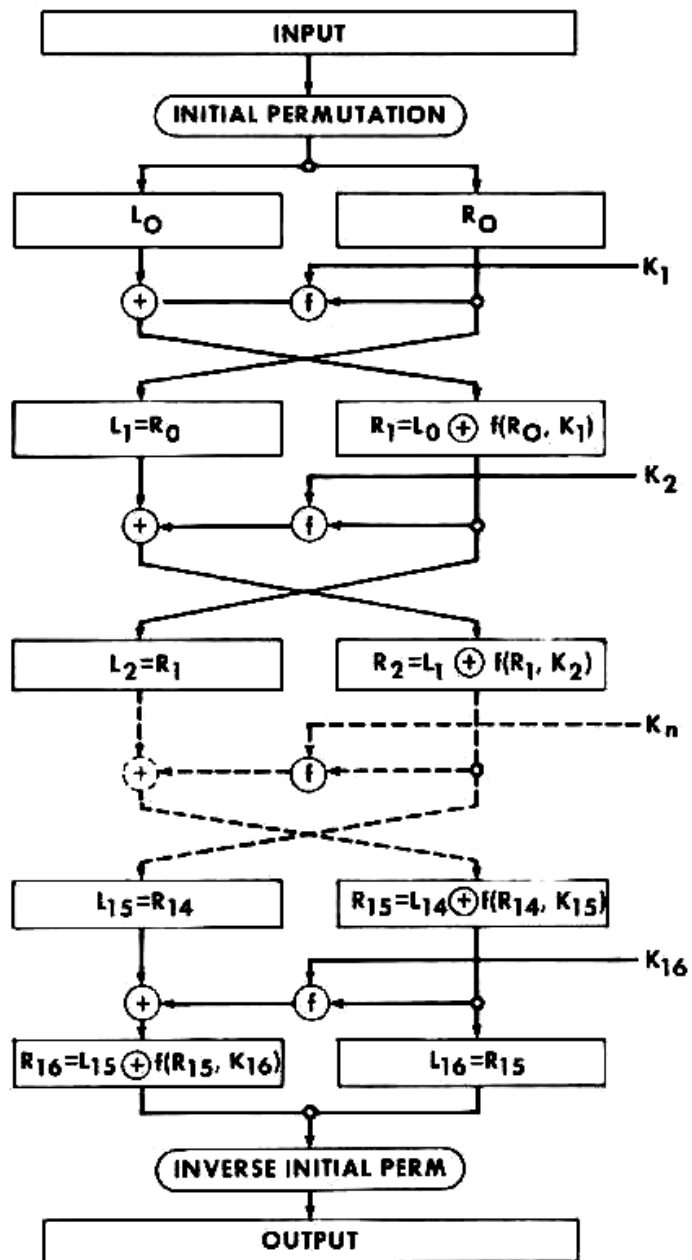 INPUT
INITIAL PERMUTATION
L₀
R₀
K₁
+
f
L₁=R₀
R₁=L₀ ⊕ f(R₀, K₁)
K₂
+
f
L₂=R₁
R₂=L₁ ⊕ f(R₁, K₂)
Kₙ
+
f
L₁₅=R₁₄
R₁₅=L₁₄⊕f(R₁₄, K₁₅)
K₁₆
+
f
R₁₆=L₁₅⊕f(R₁₅, K₁₆)
L₁₆=R₁₅
INVERSE INITIAL PERM
OUTPUT